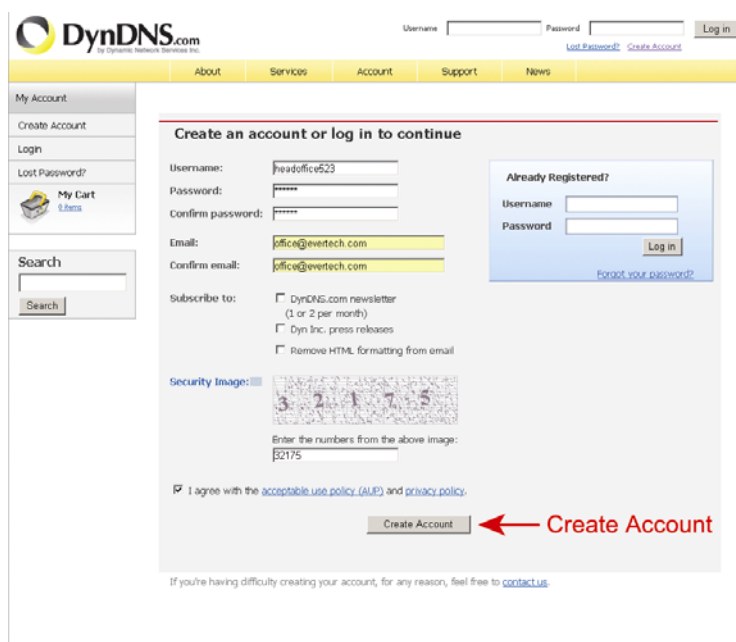 DynDNS.com
by Dynamic Network Services Inc.
Username Password Log in
Lost Password? Create Account
About Services Account Support News
My Account
Create Account
Login
Lost Password?
My Cart
0 items
Search
Search
Create an account or log in to continue
Username: headoffice523
Password: ******
Confirm password: ******
Email: office@evertech.com
Confirm email: office@evertech.com
Subscribe to: DynDNS.com newsletter
(1 or 2 per month)
Dyn Inc. press releases
Remove HTML formatting from email
Security Image:
3 2 1 7 5
Enter the numbers from the above image:
32175
I agree with the acceptable use policy (AUP) and privacy policy.
Create Account
Create Account
Already Registered?
Username
Password
Log in
Forgot your password?
If you're having difficulty creating your account, for any reason, feel free to contact us.